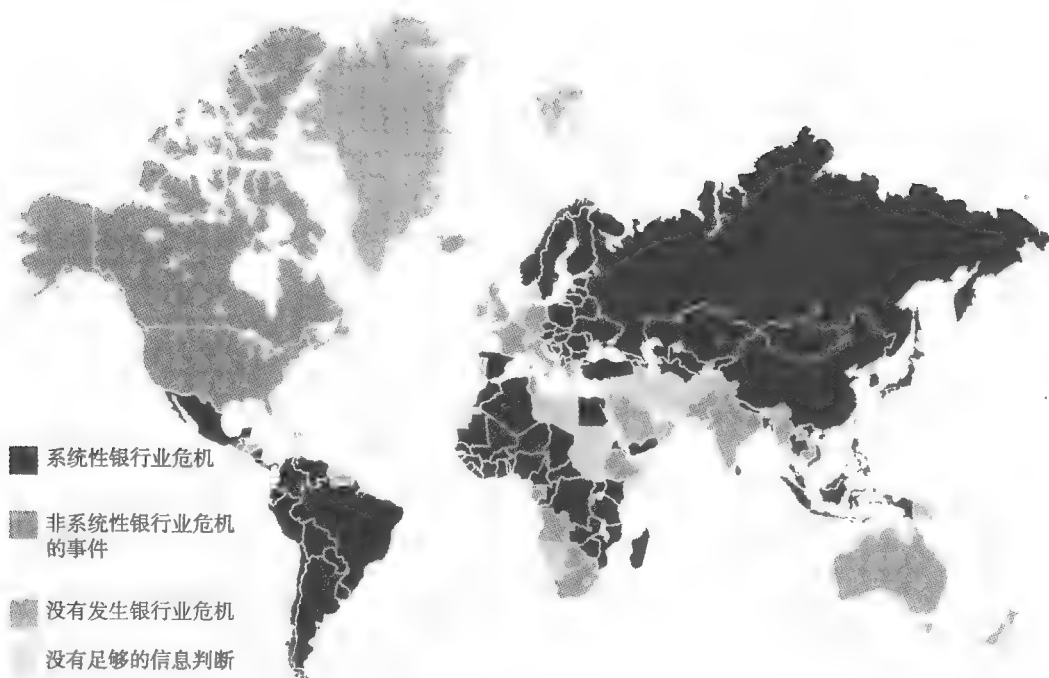 系统性银行业危机
非系统性银行业危机
的事件
没有发生银行业危机
没有足够的信息判断